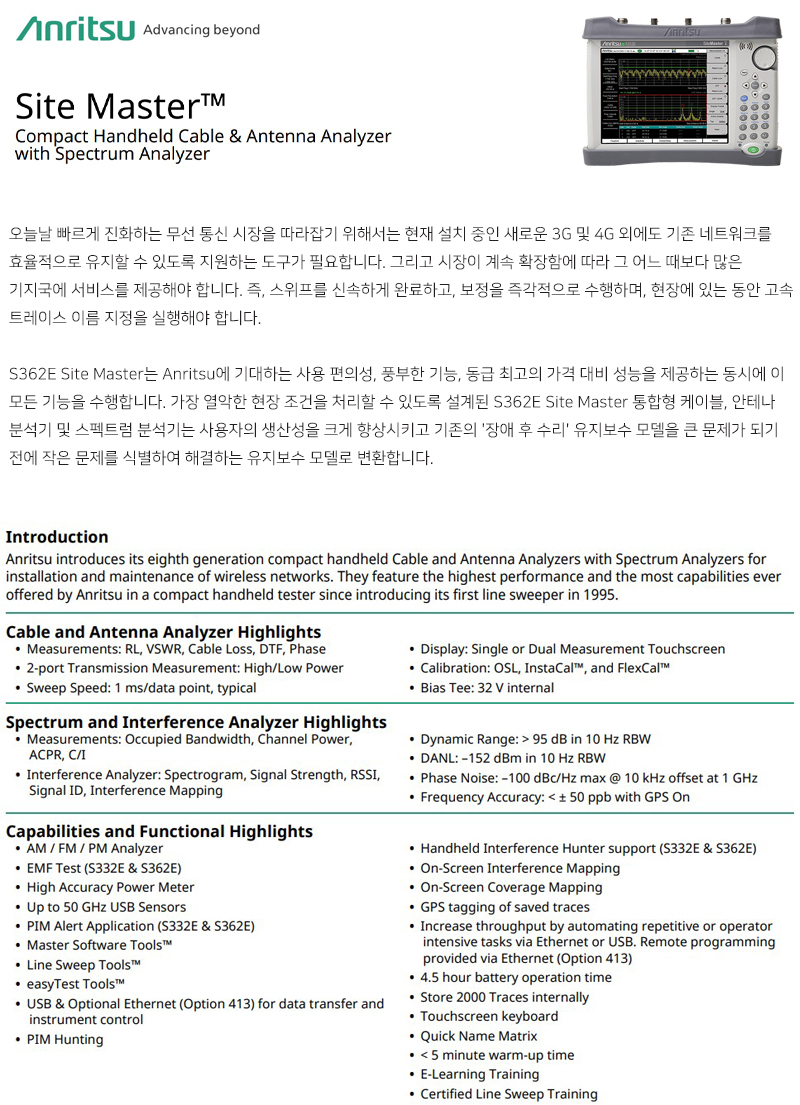 Anritsu Advancing beyond
Site Master™
Compact Handheld Cable & Antenna Analyzer
with Spectrum Analyzer
Anritsu
SiteMaster
오늘날 빠르게 진화하는 무선 통신 시장을 따라잡기 위해서는 현재 설치 중인 새로운 3G 및 4G 외에도 기존 네트워크를
효율적으로 유지할 수 있도록 지원하는 도구가 필요합니다. 그리고 시장이 계속 확장함에 따라 그 어느 때보다 많은
기지국에 서비스를 제공해야 합니다. 즉, 스위프를 신속하게 완료하고, 보정을 즉각적으로 수행하며, 현장에 있는 동안 고속
트레이스 이름 지정을 실행해야 합니다.
S362E Site Master는 Anritsu에 기대하는 사용 편의성, 풍부한 기능, 동급 최고의 가격 대비 성능을 제공하는 동시에 이
모든 기능을 수행합니다. 가장 열악한 현장 조건을 처리할 수 있도록 설계된 S362E Site Master 통합형 케이블, 안테나
분석기 및 스펙트럼 분석기는 사용자의 생산성을 크게 향상시키고 기존의 '장애 후 수리' 유지보수 모델을 큰 문제가 되기
전에 작은 문제를 식별하여 해결하는 유지보수 모델로 변환합니다.
Introduction
Anritsu introduces its eighth generation compact handheld Cable and Antenna Analyzers with Spectrum Analyzers for
installation and maintenance of wireless networks. They feature the highest performance and the most capabilities ever
offered by Anritsu in a compact handheld tester since introducing its first line sweeper in 1995.
Cable and Antenna Analyzer Highlights
• Measurements: RL, VSWR, Cable Loss, DTF, Phase
• 2-port Transmission Measurement: High/Low Power
• Sweep Speed: 1 ms/data point, typical
• Display: Single or Dual Measurement Touchscreen
• Calibration: OSL, InstaCal™, and FlexCal™
• Bias Tee: 32 V internal
Spectrum and Interference Analyzer Highlights
• Measurements: Occupied Bandwidth, Channel Power,
ACPR, C/I
• Interference Analyzer: Spectrogram, Signal Strength, RSSI,
Signal ID, Interference Mapping
• Dynamic Range: > 95 dB in 10 Hz RBW
• DANL: –152 dBm in 10 Hz RBW
• Phase Noise: –100 dBc/Hz max @ 10 kHz offset at 1 GHz
• Frequency Accuracy: < ± 50 ppb with GPS On
Capabilities and Functional Highlights
• AM / FM / PM Analyzer
• EMF Test (S332E & S362E)
• High Accuracy Power Meter
• Up to 50 GHz USB Sensors
• PIM Alert Application (S332E & S362E)
• Master Software Tools™
• Line Sweep Tools™
• easyTest Tools™
• USB & Optional Ethernet (Option 413) for data transfer and
instrument control
• PIM Hunting
• Handheld Interference Hunter support (S332E & S362E)
• On-Screen Interference Mapping
• On-Screen Coverage Mapping
• GPS tagging of saved traces
• Increase throughput by automating repetitive or operator
intensive tasks via Ethernet or USB. Remote programming
provided via Ethernet (Option 413)
• 4.5 hour battery operation time
• Store 2000 Traces internally
• Touchscreen keyboard
• Quick Name Matrix
• < 5 minute warm-up time
• E-Learning Training
• Certified Line Sweep Training